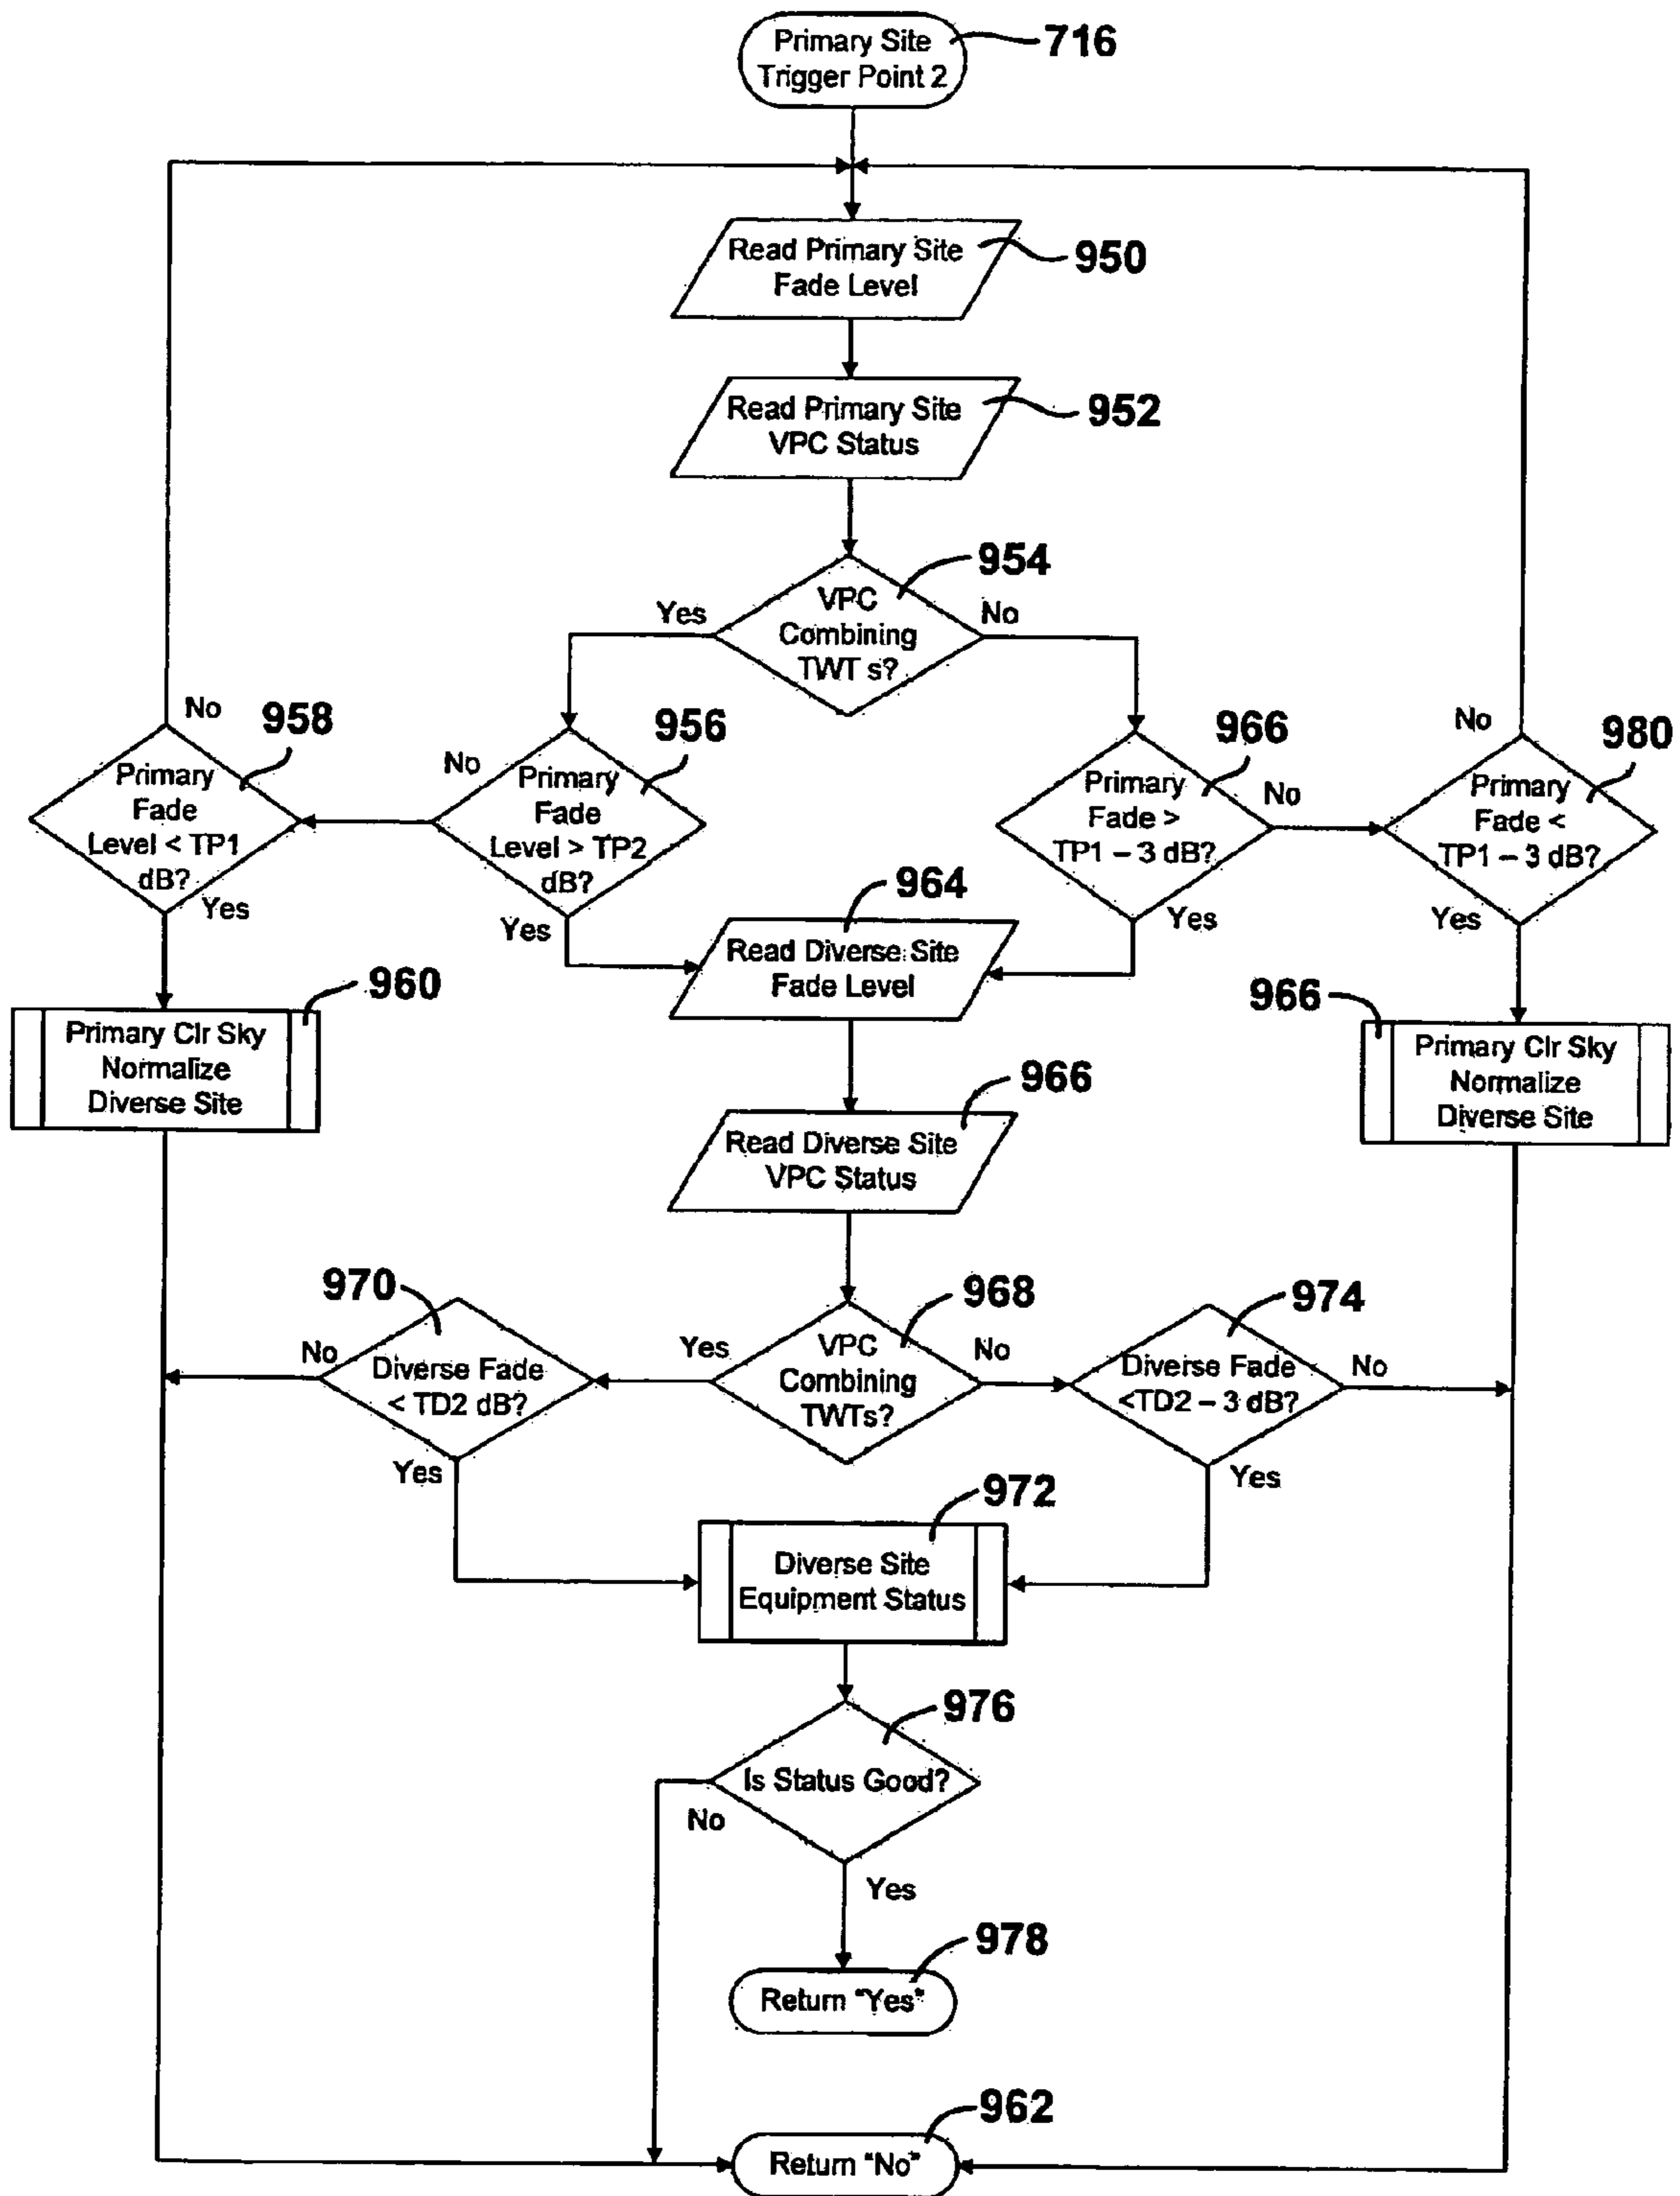 Primary Site
Trigger Point 2
716
Read Primary Site
Fade Level
950
Read Primary Site
VPC Status
952
954
VPC
Combining
TWT s?
Yes
No
No
958
Primary
Fade
Level < TP1
dB?
Yes
956
No
Primary
Fade
Level > TP2
dB?
Yes
966
Primary
Fade >
TP1 – 3 dB?
No
Yes
No
980
Primary
Fade <
TP1 – 3 dB?
Yes
964
Read Diverse Site
Fade Level
960
Primary Clr Sky
Normalize
Diverse Site
966
Primary Clr Sky
Normalize
Diverse Site
966
Read Diverse Site
VPC Status
970
No
Diverse Fade
< TD2 dB?
Yes
968
Yes
VPC
Combining
TWTs?
No
974
Diverse Fade
<TD2 – 3 dB?
No
Yes
972
Diverse Site
Equipment Status
976
Is Status Good?
No
Yes
978
Return "Yes"
962
Return "No"